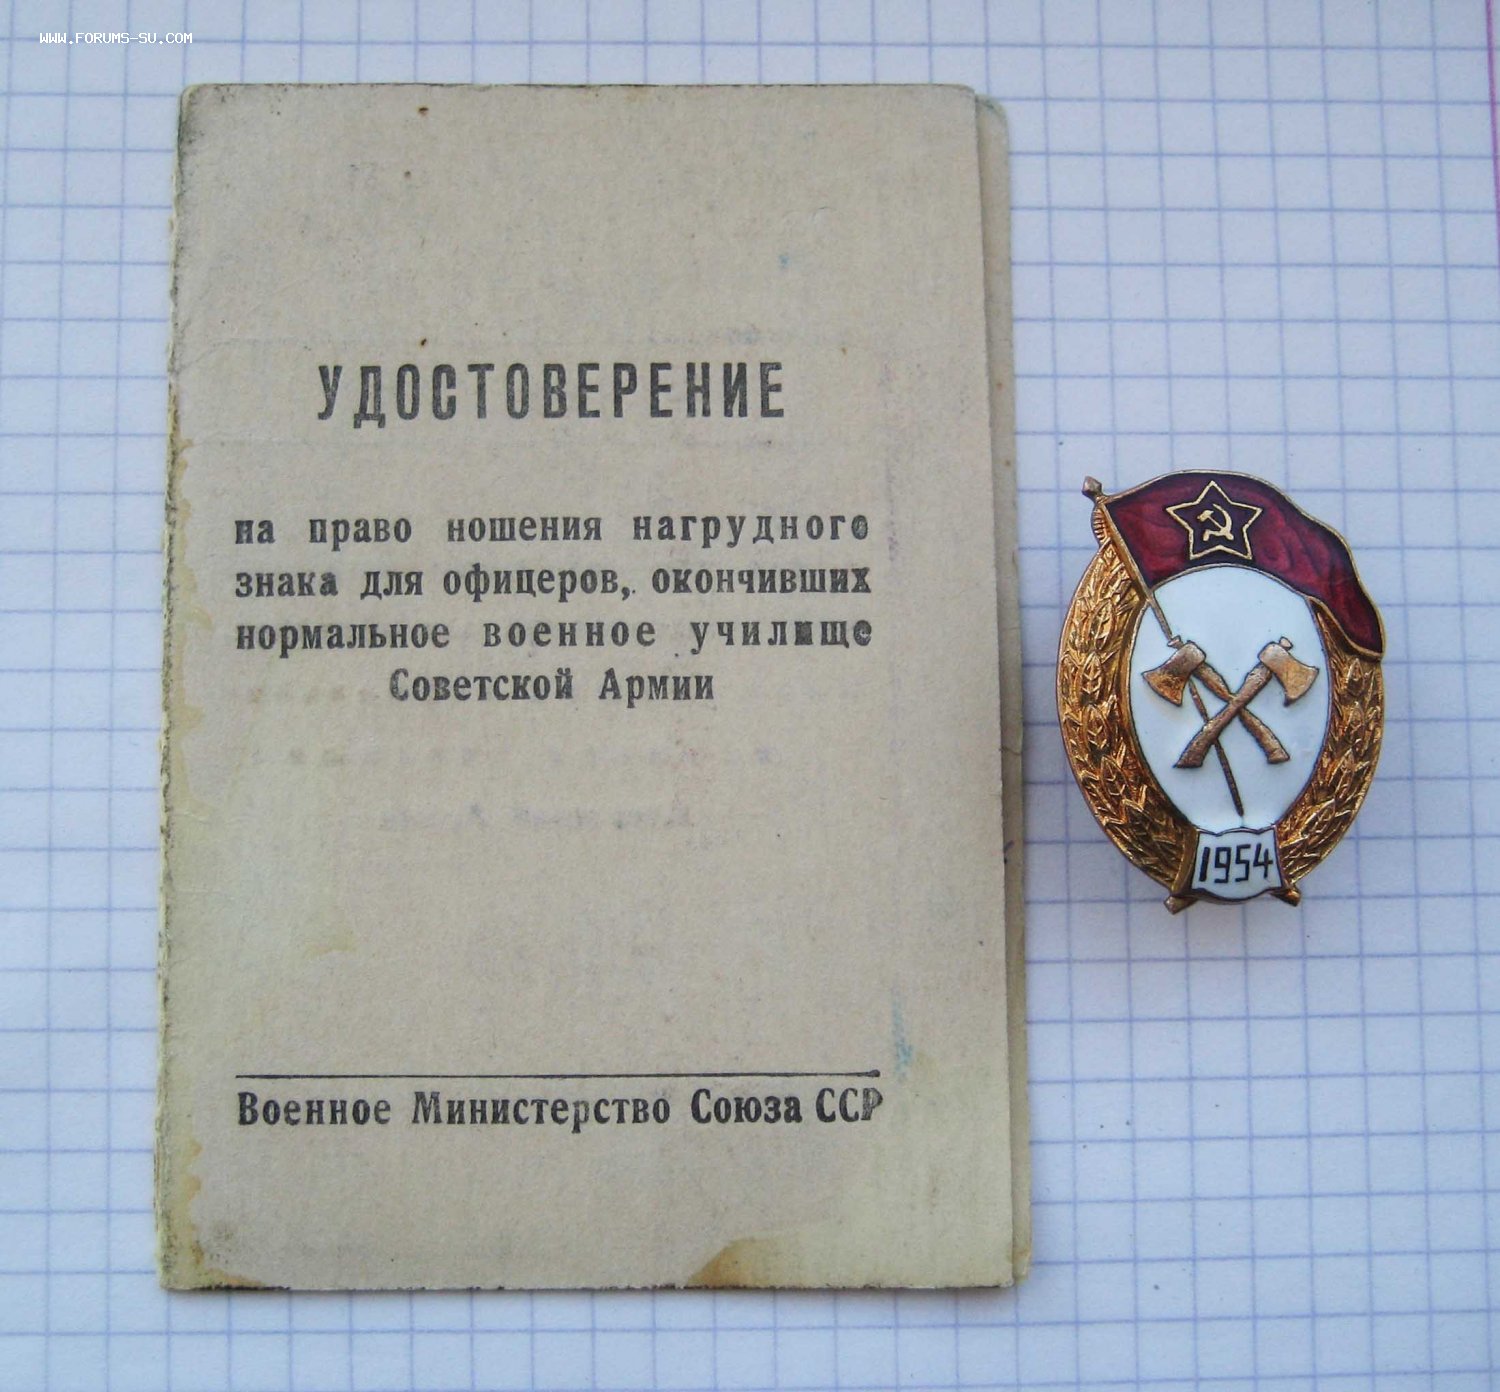 WWW.FORUMS-SU.COM
УДОСТОВЕРЕНИЕ
на право ношения нагрудного
знака для офицеров, окончивших
нормальное военное училище
Советской Армии
Военное Министерство Союза ССР
1954